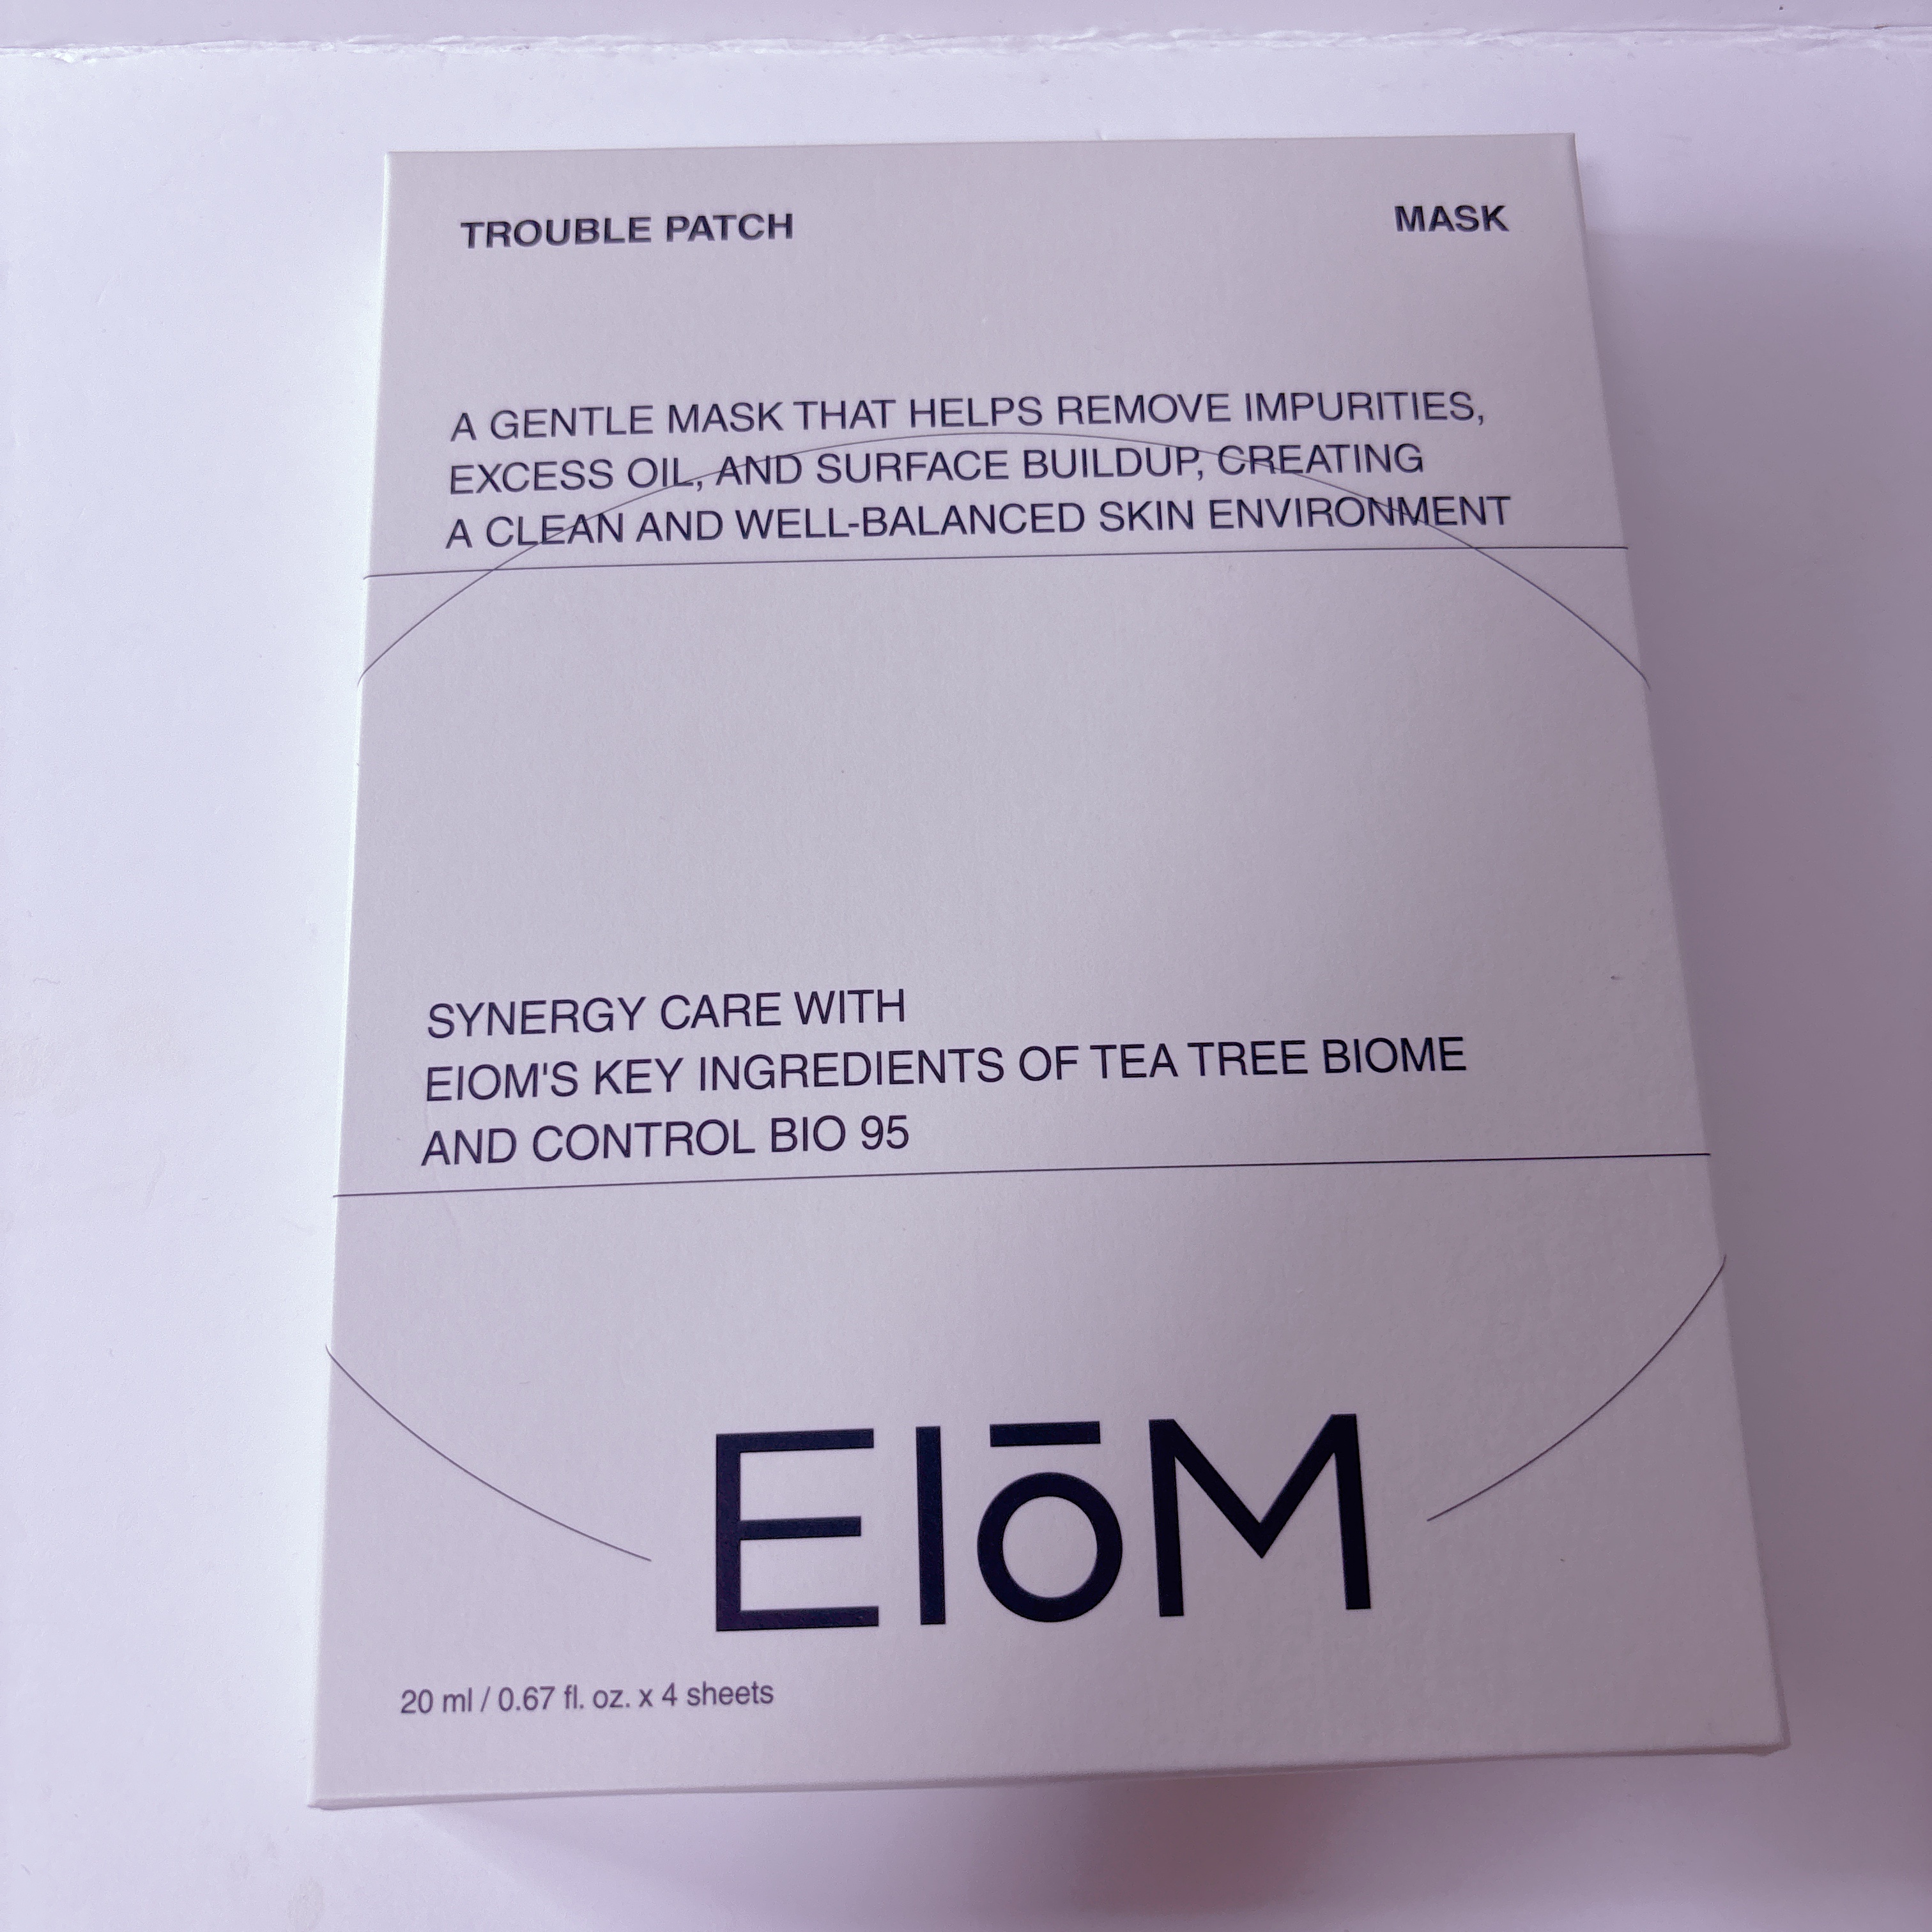 TROUBLE PATCH
MASK
A GENTLE MASK THAT HELPS REMOVE IMPURITIES,
EXCESS OIL, AND SURFACE BUILDUP, CREATING
A CLEAN AND WELL-BALANCED SKIN ENVIRONMENT
SYNERGY CARE WITH
EIOM'S KEY INGREDIENTS OF TEA TREE BIOME
AND CONTROL BIO 95
EIōM
20 ml / 0.67 fl. oz. x 4 sheets